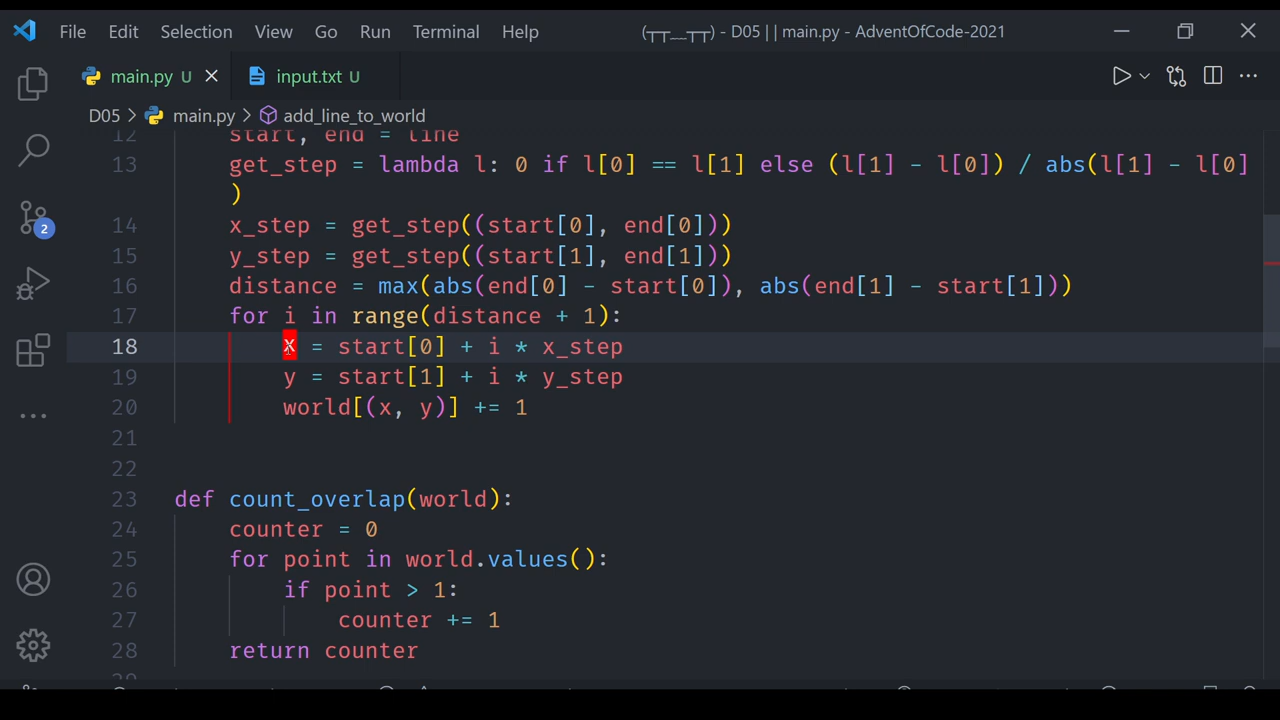 File Edit Selection View Go Run Terminal Help (┬┬﹏┬┬) - D05 | | main.py - AdventOfCode-2021
main.py U input.txt U
D05 > main.py > add_line_to_world
12 start, end = line
13 get_step = lambda l: 0 if l[0] == l[1] else (l[1] - l[0]) / abs(l[1] - l[0]
)
14 x_step = get_step((start[0], end[0]))
15 y_step = get_step((start[1], end[1]))
16 distance = max(abs(end[0] - start[0]), abs(end[1] - start[1]))
17 for i in range(distance + 1):
18 x = start[0] + i * x_step
19 y = start[1] + i * y_step
20 world[(x, y)] += 1
21
22
23 def count_overlap(world):
24 counter = 0
25 for point in world.values():
26 if point > 1:
27 counter += 1
28 return counter
2